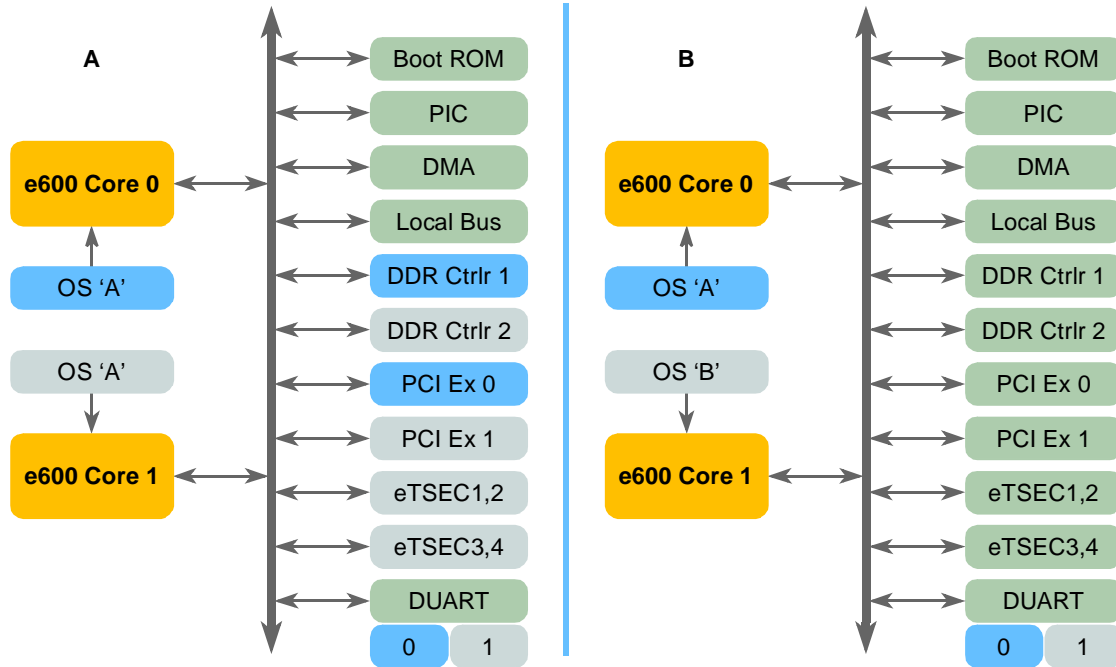 A
Boot ROM
PIC
e600 Core 0
DMA
Local Bus
OS ‘A’
DDR Ctrlr 1
DDR Ctrlr 2
OS ‘A’
PCI Ex 0
PCI Ex 1
e600 Core 1
eTSEC1,2
eTSEC3,4
DUART
0 1
B
Boot ROM
PIC
e600 Core 0
DMA
Local Bus
OS ‘A’
DDR Ctrlr 1
DDR Ctrlr 2
OS ‘B’
PCI Ex 0
PCI Ex 1
e600 Core 1
eTSEC1,2
eTSEC3,4
DUART
0 1